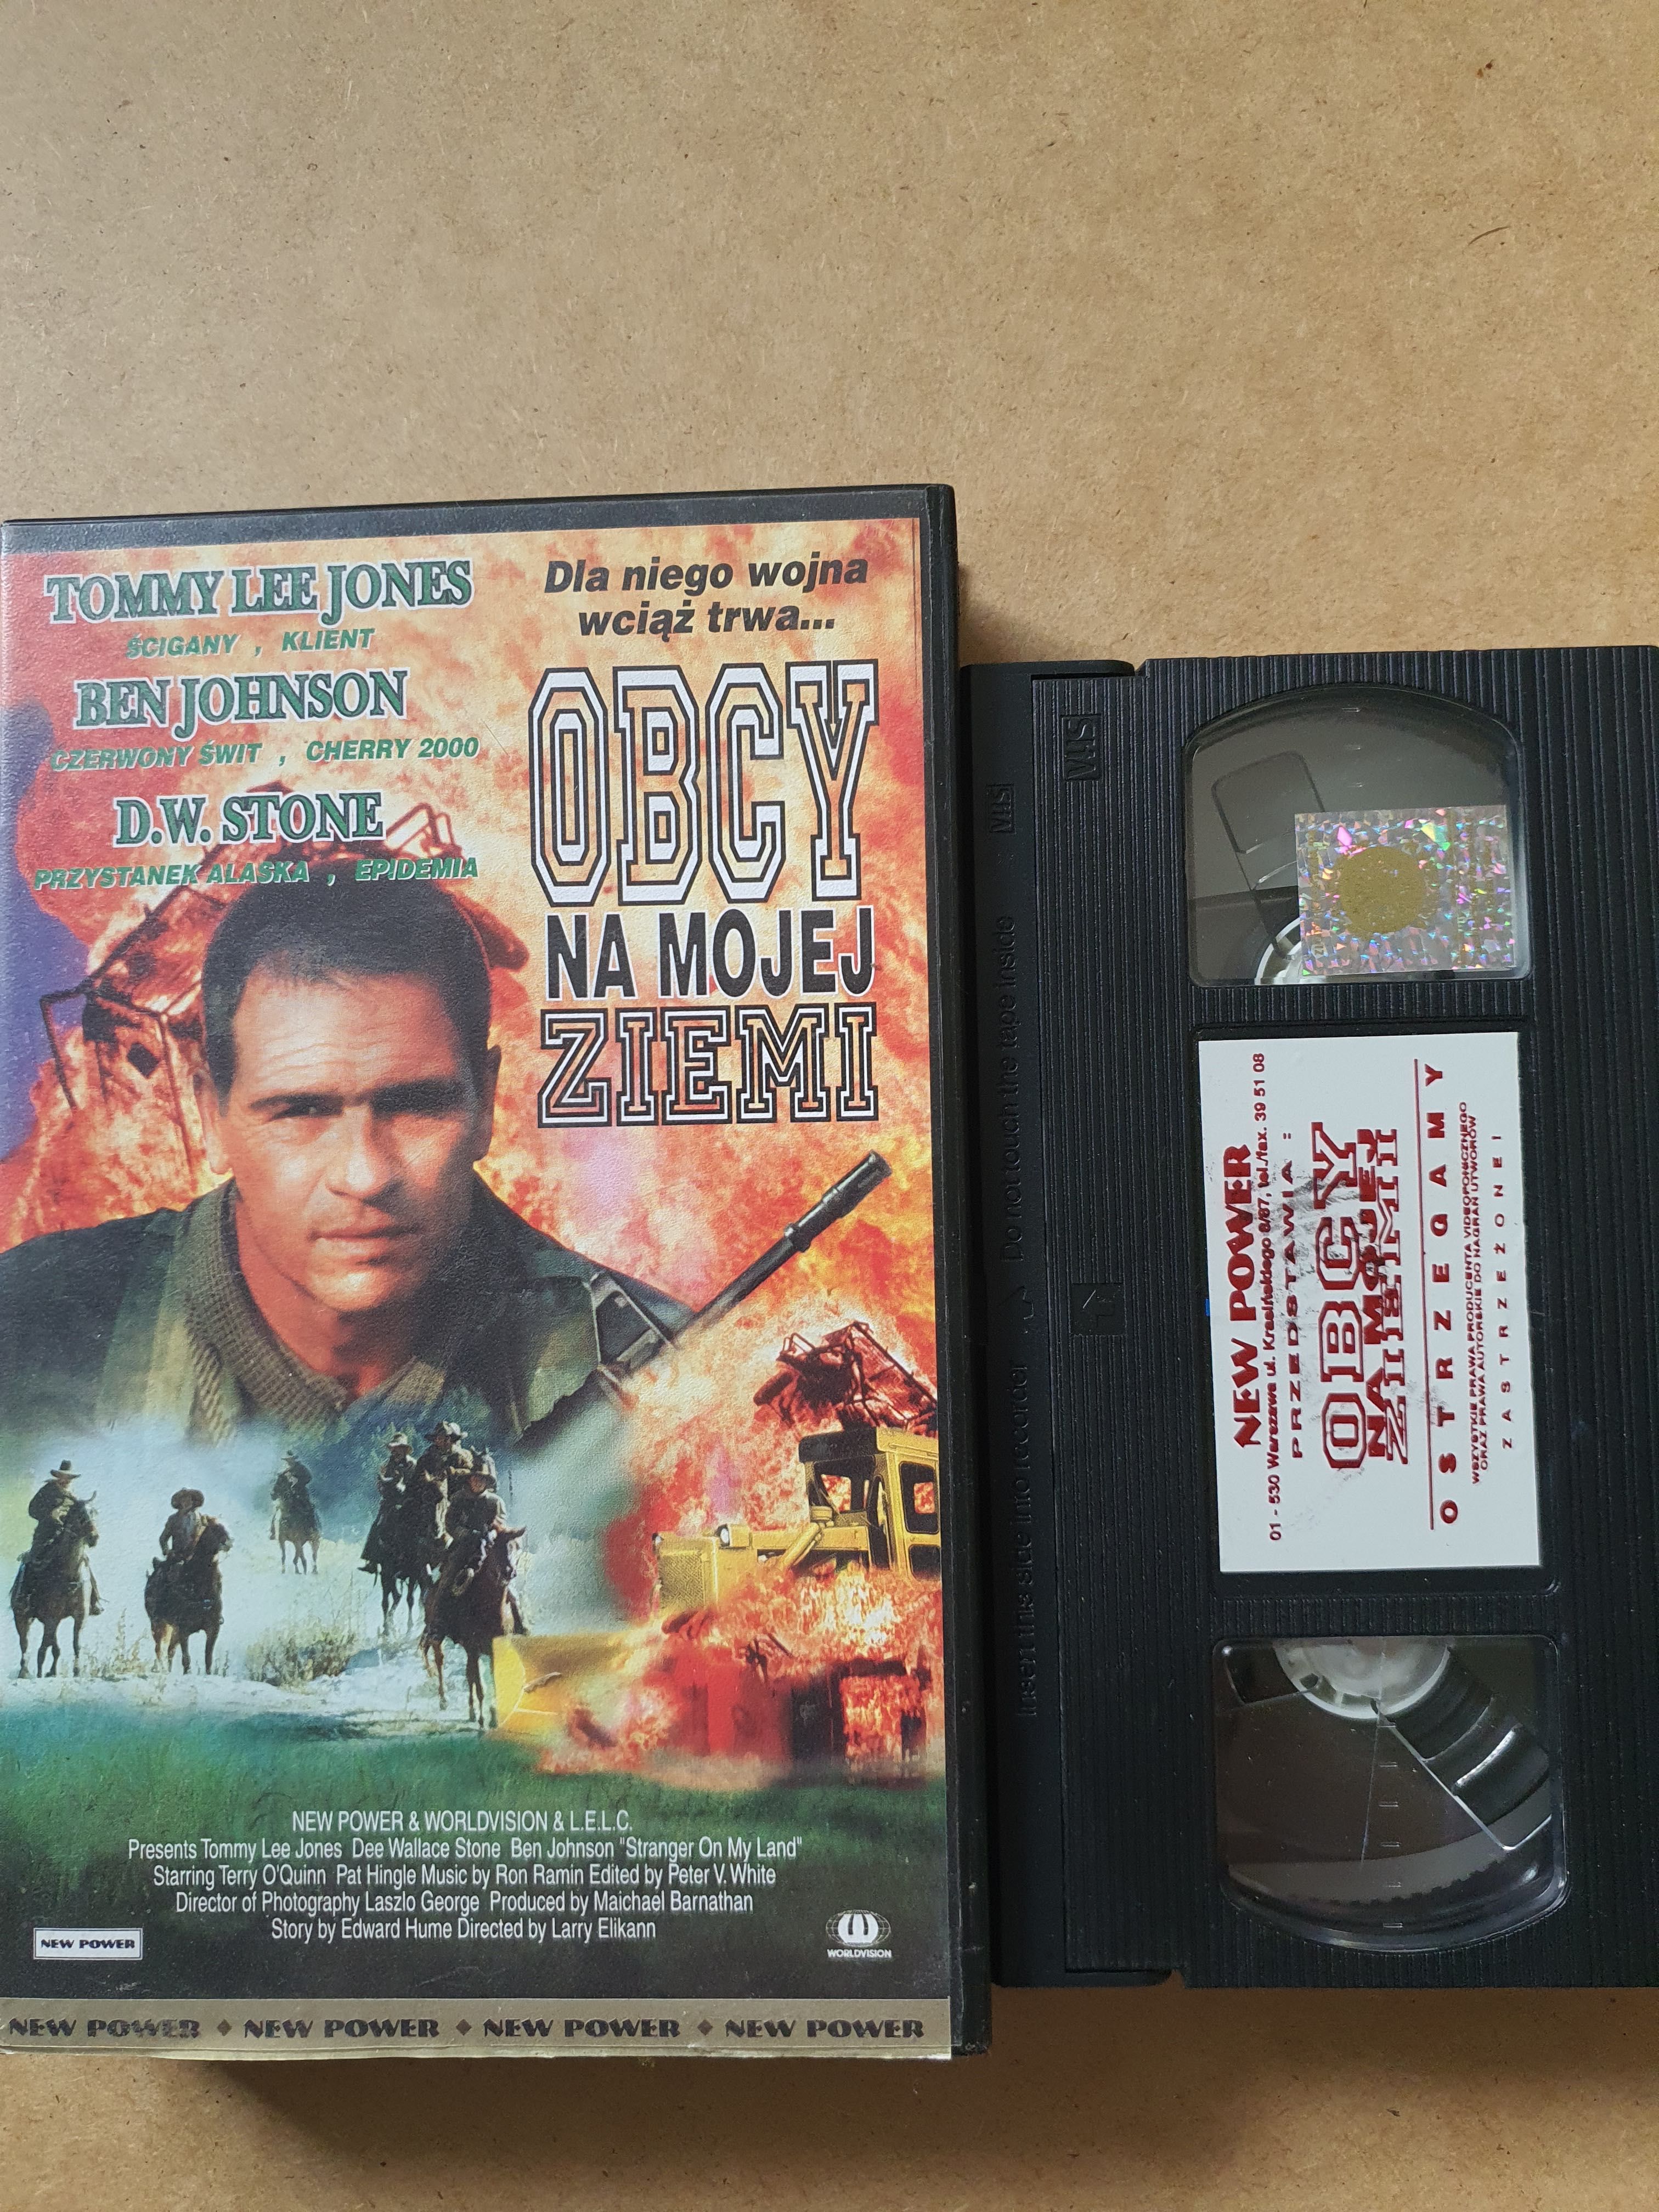 TOMMY LEE JONES
ŚCIGANY , KLIENT
BEN JOHNSON
CZERWONY ŚWIT , CHERRY 2000
D.W. STONE
PRZYSTANEK ALASKA , EPIDEMIA
Dla niego wojna
wciąż trwa...
OBCY
NA MOJEJ
ZIEMI
NEW POWER & WORLDVISION & L.E.L.C.
Presents Tommy Lee Jones Dee Wallace Stone Ben Johnson "Stranger On My Land"
Starring Terry O'Quinn Pat Hingle Music by Ron Ramin Edited by Peter V. White
Director of Photography Laszlo George Produced by Maichael Barnathan
Story by Edward Hume Directed by Larry Elikann
NEW POWER
WORLDVISION
NEW POWER ◆ NEW POWER ◆ NEW POWER ◆ NEW POWER
VHS
VHS
Insert this side into recorder
Do not touch the tape inside
NEW POWER
01 - 530 Warszawa ul. Krasińskiego 8/87, tel./fax. 39 51 08
PRZEDSTAWIA :
OBCY
NA MOJEJ
ZIEMI
OSTRZEGAMY
WSZYSTKIE PRAWA PRODUCENTA VIDEOFONICZNEGO
ORAZ PRAWA AUTORSKIE DO NAGRAŃ UTWORÓW
ZASTRZEŻONE !